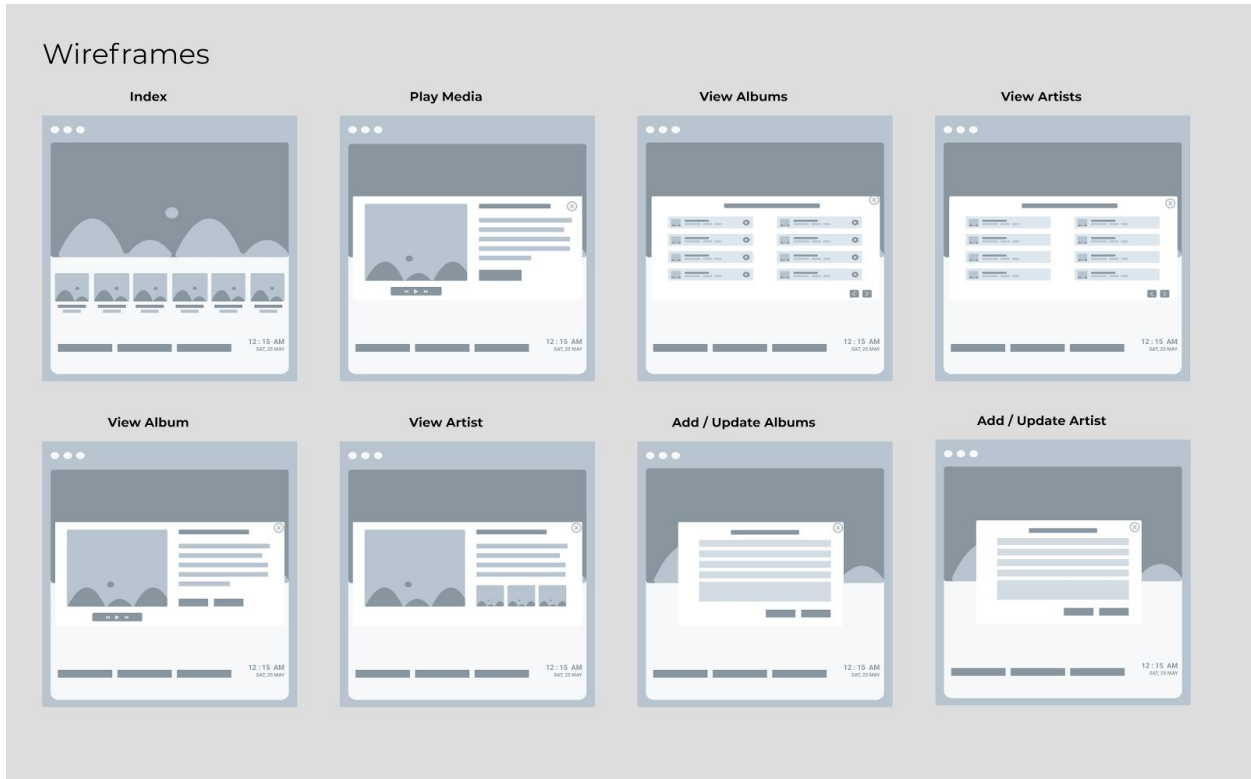 Wireframes
Index
Play Media
View Albums
View Artists
12 : 15 AM
SAT, 25 MAY
12 : 15 AM
SAT, 25 MAY
12 : 15 AM
SAT, 25 MAY
12 : 15 AM
SAT, 25 MAY
View Album
View Artist
Add / Update Albums
Add / Update Artist
12 : 15 AM
SAT, 25 MAY
12 : 15 AM
SAT, 25 MAY
12 : 15 AM
SAT, 25 MAY
12 : 15 AM
SAT, 25 MAY